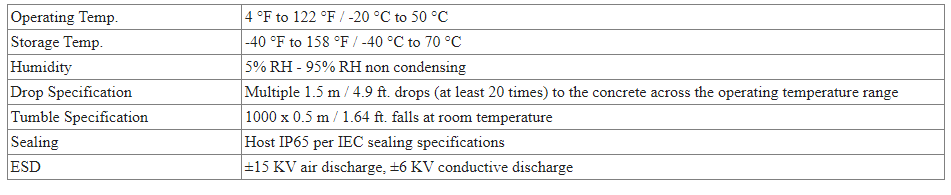 Operating Temp. 4 °F to 122 °F / -20 °C to 50 °C
Storage Temp. -40 °F to 158 °F / -40 °C to 70 °C
Humidity 5% RH - 95% RH non condensing
Drop Specification Multiple 1.5 m / 4.9 ft. drops (at least 20 times) to the concrete across the operating temperature range
Tumble Specification 1000 x 0.5 m / 1.64 ft. falls at room temperature
Sealing Host IP65 per IEC sealing specifications
ESD ±15 KV air discharge, ±6 KV conductive discharge